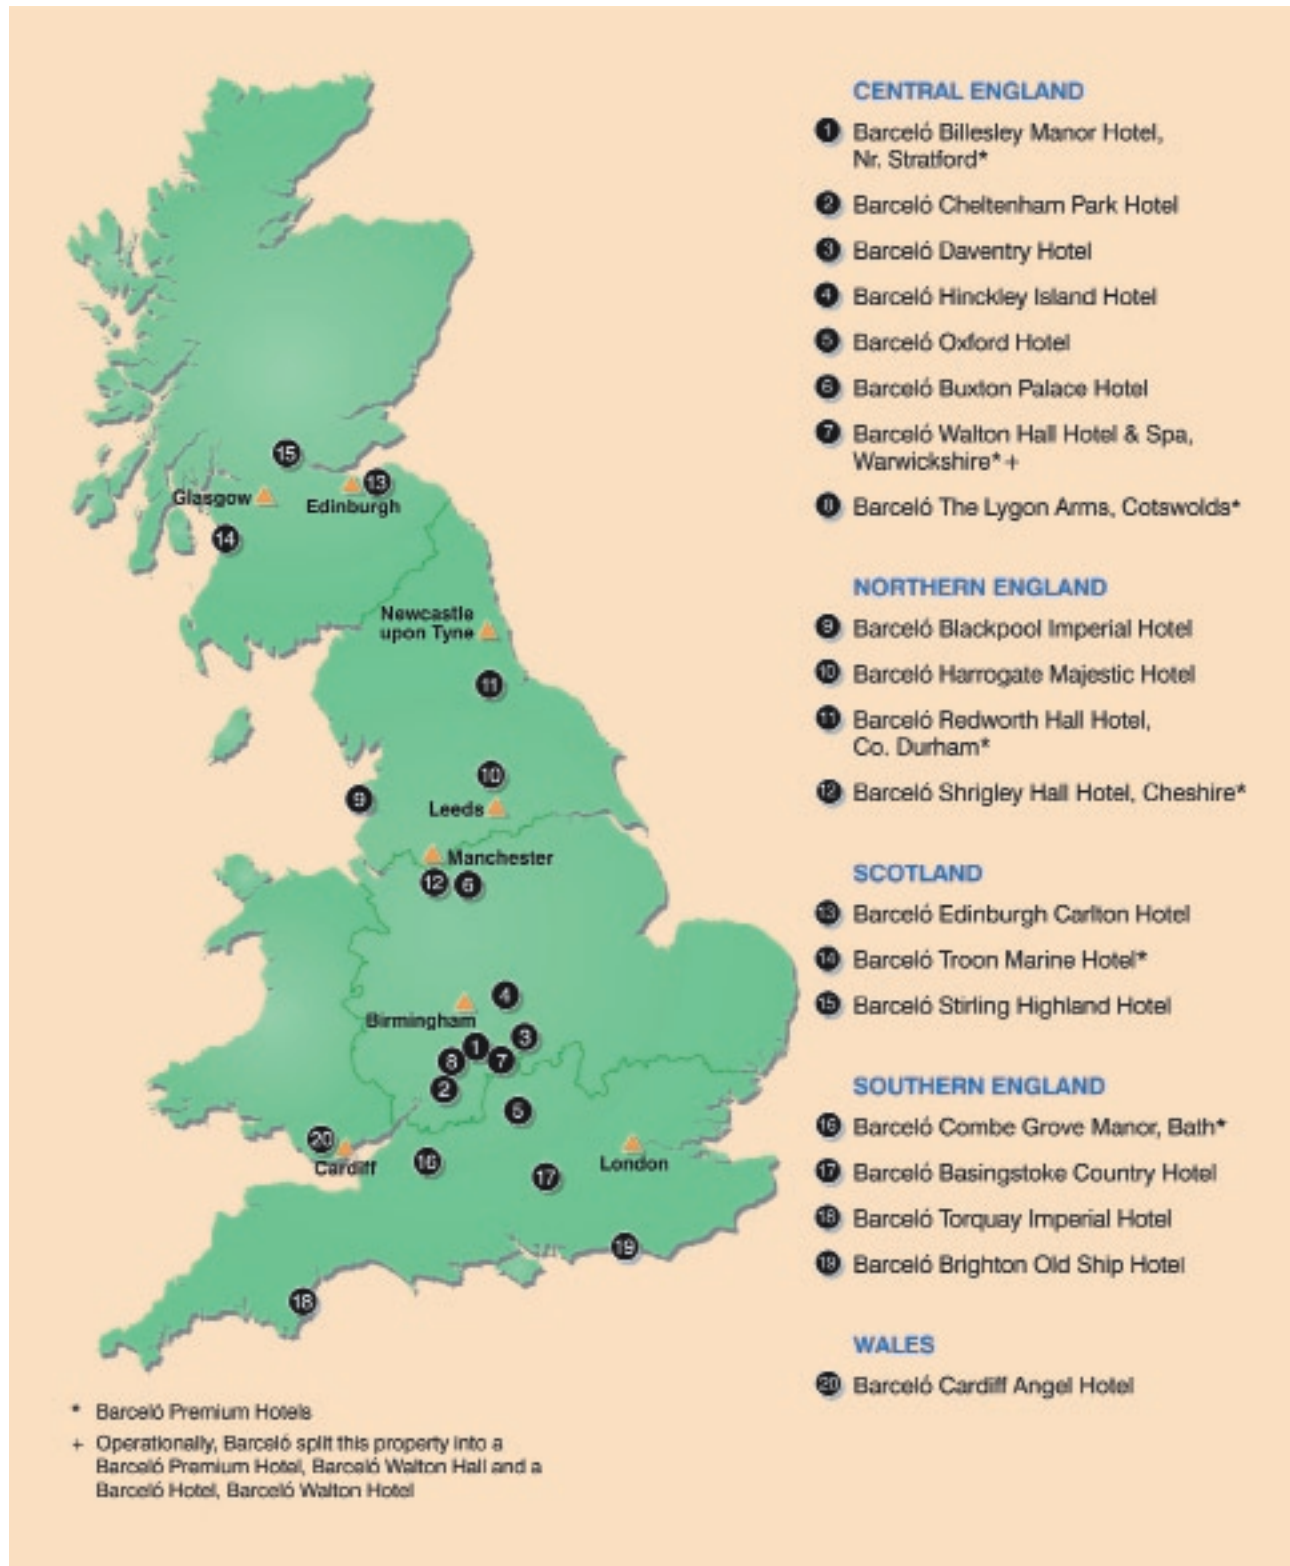 CENTRAL ENGLAND
1 Barceló Billesley Manor Hotel,
Nr. Stratford*
2 Barceló Cheltenham Park Hotel
3 Barceló Daventry Hotel
4 Barceló Hinckley Island Hotel
5 Barceló Oxford Hotel
6 Barceló Buxton Palace Hotel
7 Barceló Walton Hall Hotel & Spa,
Warwickshire*+
8 Barceló The Lygon Arms, Cotswolds*
NORTHERN ENGLAND
9 Barceló Blackpool Imperial Hotel
10 Barceló Harrogate Majestic Hotel
11 Barceló Redworth Hall Hotel,
Co. Durham*
12 Barceló Shrigley Hall Hotel, Cheshire*
SCOTLAND
13 Barceló Edinburgh Carlton Hotel
14 Barceló Troon Marine Hotel*
15 Barceló Stirling Highland Hotel
SOUTHERN ENGLAND
16 Barceló Combe Grove Manor, Bath*
17 Barceló Basingstoke Country Hotel
18 Barceló Torquay Imperial Hotel
19 Barceló Brighton Old Ship Hotel
WALES
20 Barceló Cardiff Angel Hotel
15
13
Glasgow
Edinburgh
14
Newcastle
upon Tyne
11
10
9
Leeds
Manchester
12 6
4
Birmingham
3
1
8 7
2
5
20
Cardiff
16
London
17
19
18
* Barceló Premium Hotels
+ Operationally, Barceló split this property into a
Barceló Premium Hotel, Barceló Walton Hall and a
Barceló Hotel, Barceló Walton Hotel